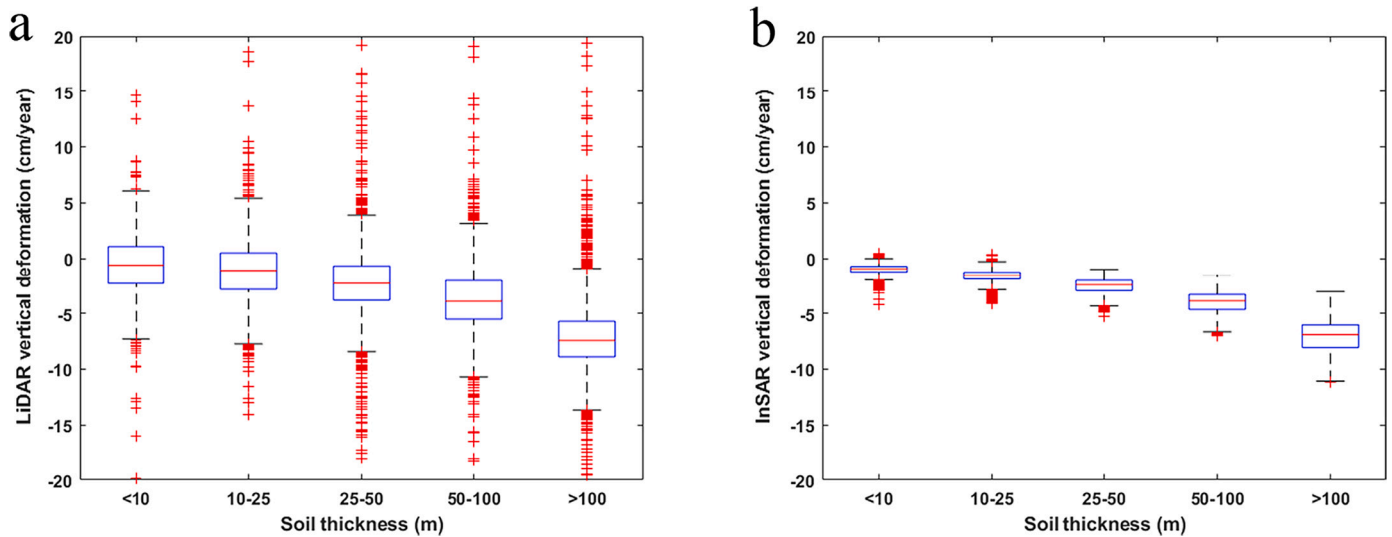 a
LiDAR vertical deformation (cm/year)
20
15
10
5
0
-5
-10
-15
-20
<10 10-25 25-50 50-100 >100
Soil thickness (m)
b
InSAR vertical deformation (cm/year)
20
15
10
5
0
-5
-10
-15
-20
<10 10-25 25-50 50-100 >100
Soil thickness (m)